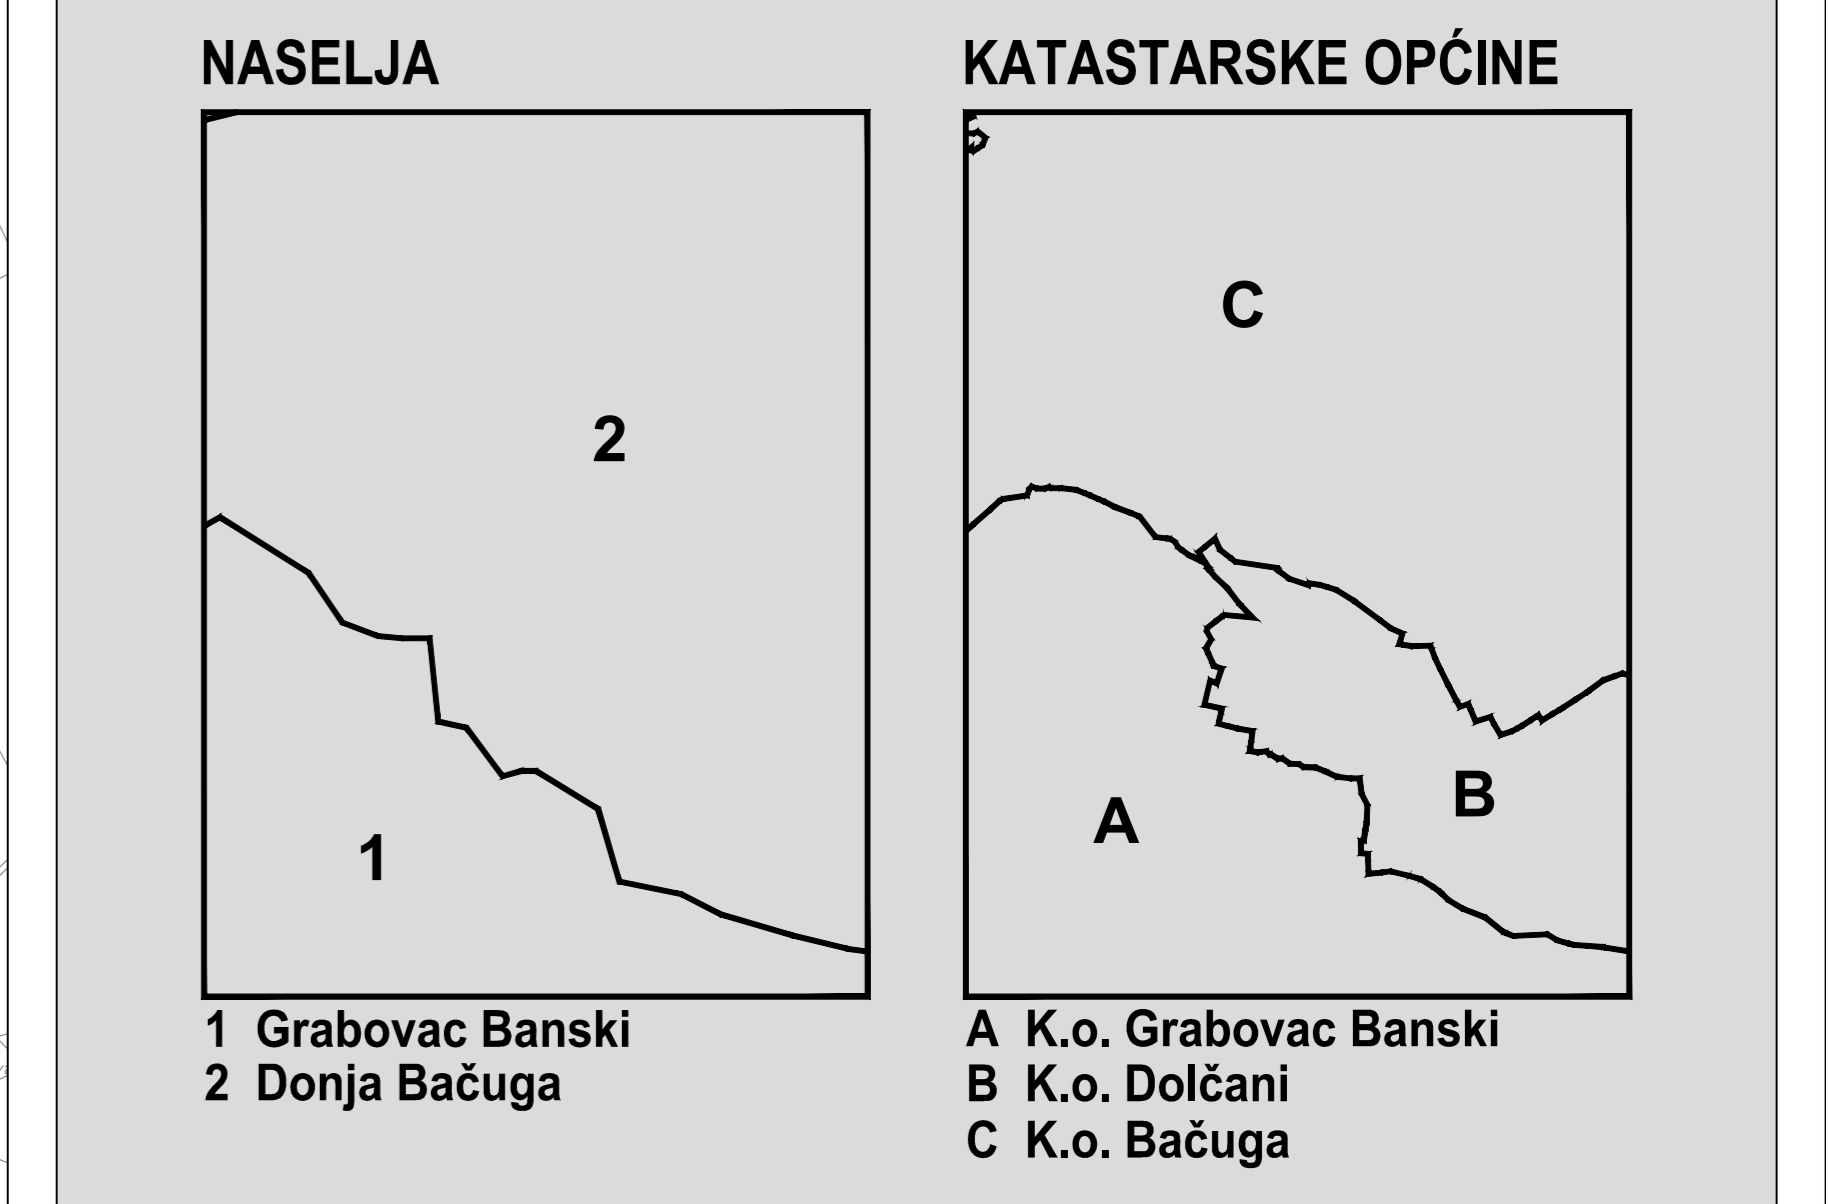 NASELJA
2
1
1 Grabovac Banski
2 Donja Bačuga
KATASTARSKE OPĆINE
C
B
A
A K.o. Grabovac Banski
B K.o. Dolčani
C K.o. Bačuga